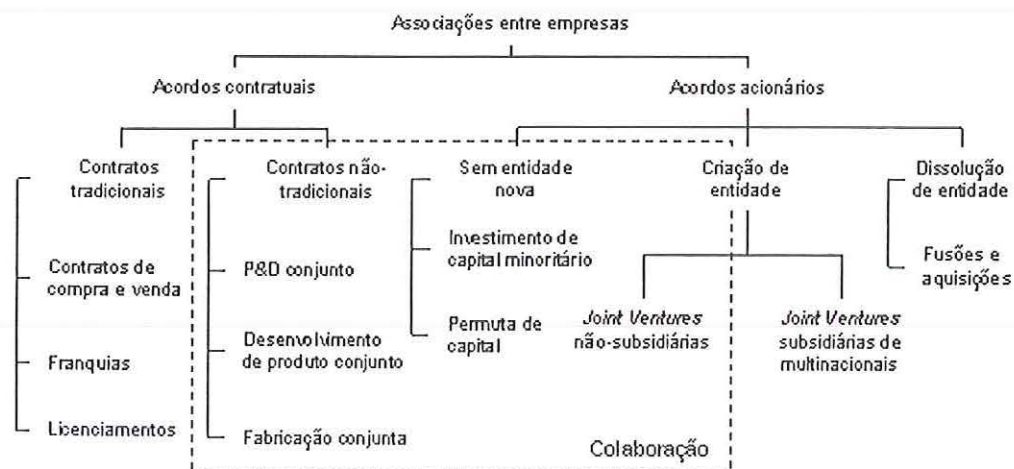 Associações entre empresas
Acordos contratuais
Acordos acionários
Contratos
tradicionais
Contratos não-
tradicionais
Sem entidade
nova
Criação de
entidade
Dissolução
de entidade
Contratos de
compra e venda
Franquias
Licenciamentos
P&D conjunto
Desenvolvimento
de produto conjunto
Fabricação conjunta
Investimento de
capital minoritário
Permuta de
capital
Joint Ventures
não-subsidiárias
Joint Ventures
subsidiárias de
multinacionais
Fusões e
aquisições
Colaboração